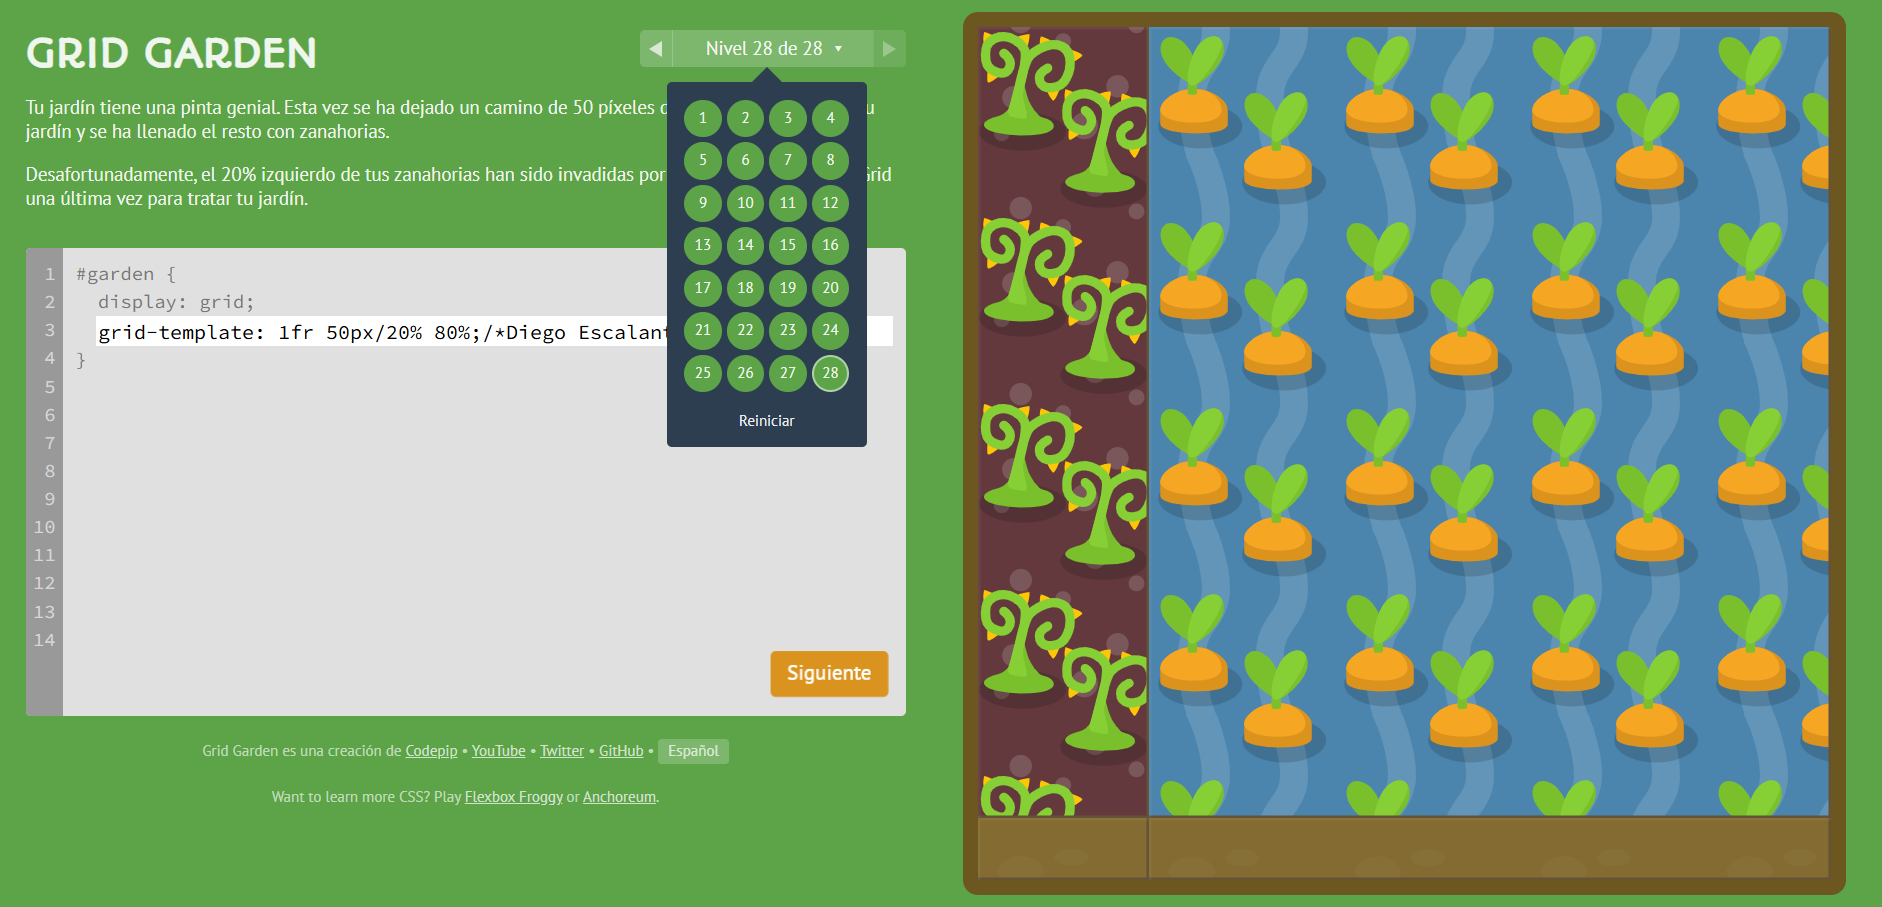 GRID GARDEN
Nivel 28 de 28
Tu jardín tiene una pinta genial. Esta vez se ha dejado un camino de 50 píxeles
jardín y se ha llenado el resto con zanahorias.
Desafortunadamente, el 20% izquierdo de tus zanahorias han sido invadidas por Grid
una última vez para tratar tu jardín.
1 2 3 4
5 6 7 8
9 10 11 12
13 14 15 16
17 18 19 20
21 22 23 24
25 26 27 28
Reiniciar
1 #garden {
2 display: grid;
3 grid-template: 1fr 50px/20% 80%;/*Diego
4 }
5
6
7
8
9
10
11
12
13
14
Siguiente
Grid Garden es una creación de Codepip • YouTube • Twitter • GitHub • Español
Want to learn more CSS? Play Flexbox Froggy or Anchoreum.